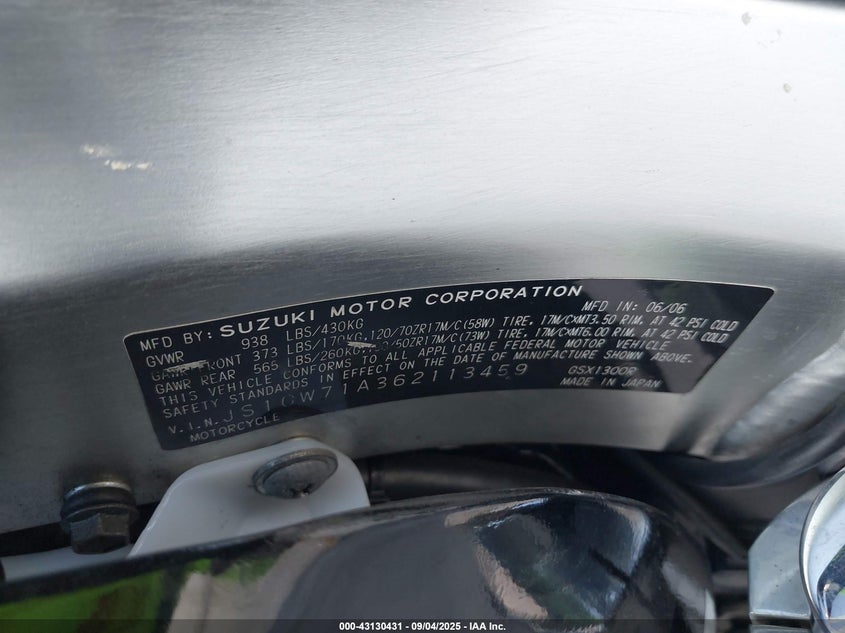 MFD BY: SUZUKI MOTOR CORPORATION MFD IN: 06/06
GVWR 938 LBS/430KG
FRONT 373 LBS/170KG 120/70ZR17M/C(58W) TIRE. 17M/C×MT3.50 RIM. AT 42 PSI COLD
GAWR REAR 565 LBS/260KG /50ZR17M/C(73W) TIRE. 17M/C×MT6.00 RIM. AT 42 PSI COLD
THIS VEHICLE CONFORMS TO ALL APPLICABLE FEDERAL MOTOR VEHICLE
SAFETY STANDARDS IN EFFECT ON THE DATE OF MANUFACTURE SHOWN ABOVE.
V.I.N. JS1GW71A362113459 GSX1300R
MOTORCYCLE MADE IN JAPAN
000-43130431 - 09/04/2025 - IAA Inc.